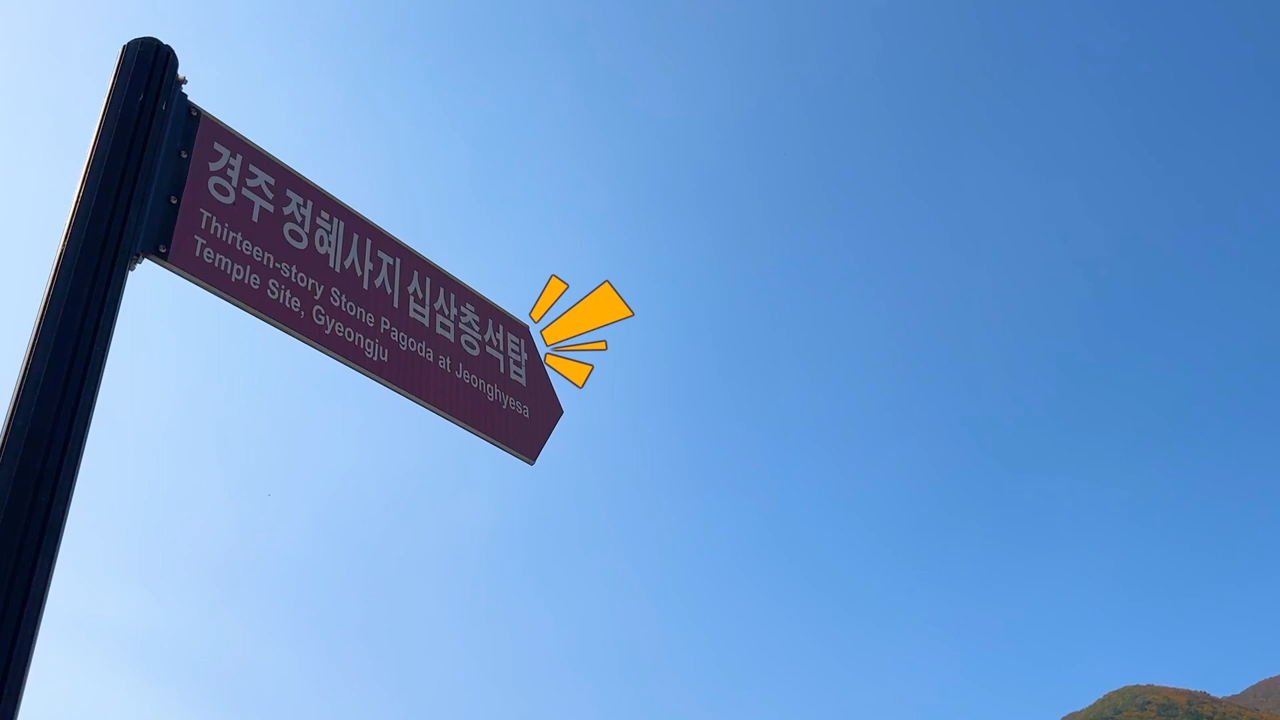 경주 정혜사지 십삼층석탑
Thirteen-story Stone Pagoda at Jeonghyesa
Temple Site, Gyeongju